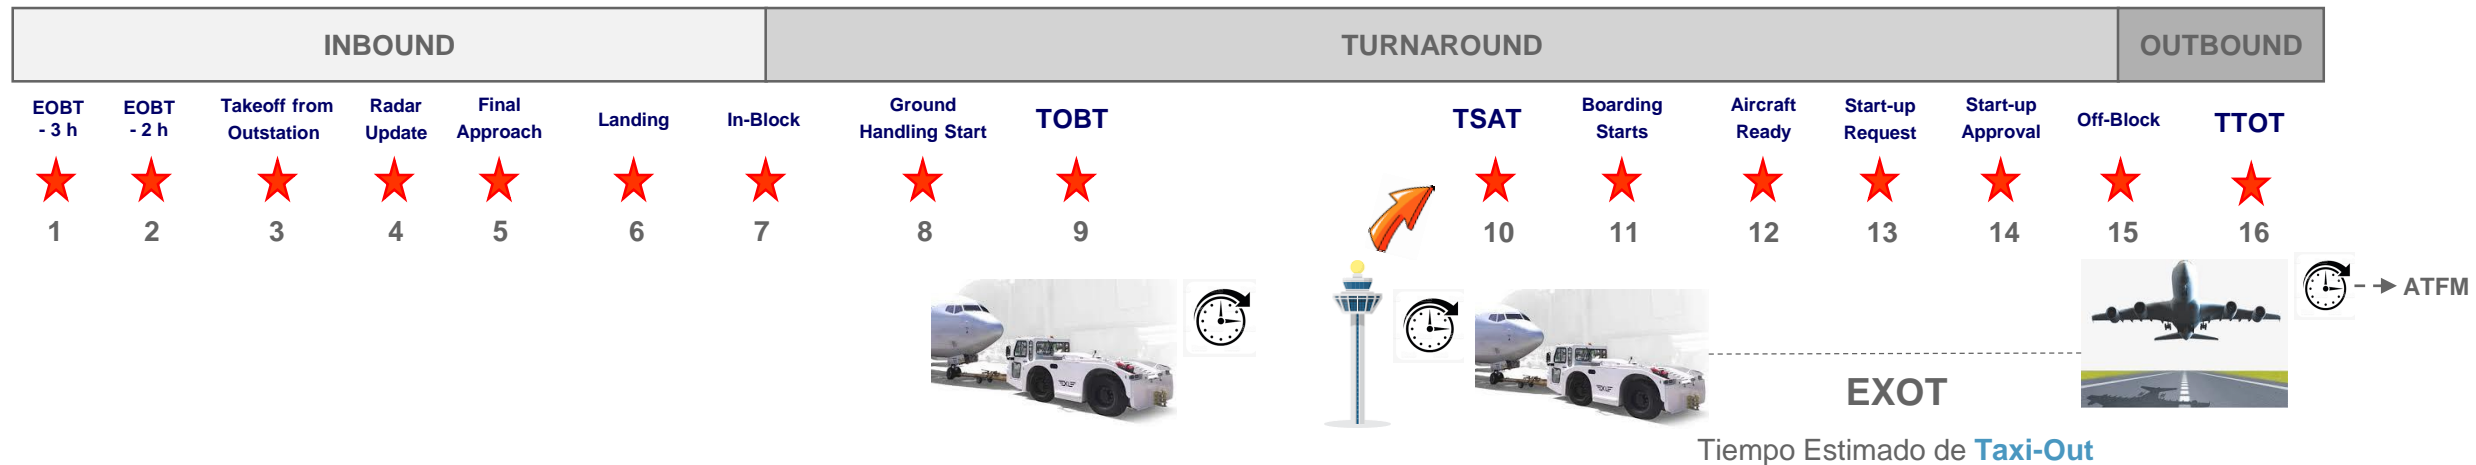 INBOUND
TURNAROUND
OUTBOUND
EOBT
- 3 h
EOBT
- 2 h
Takeoff from
Outstation
Radar
Update
Final
Approach
Landing
In-Block
Ground
Handling Start
TOBT
TSAT
Boarding
Starts
Aircraft
Ready
Start-up
Request
Start-up
Approval
Off-Block
TTOT
1
2
3
4
5
6
7
8
9
10
11
12
13
14
15
16
ATFM
EXOT
Tiempo Estimado de Taxi-Out